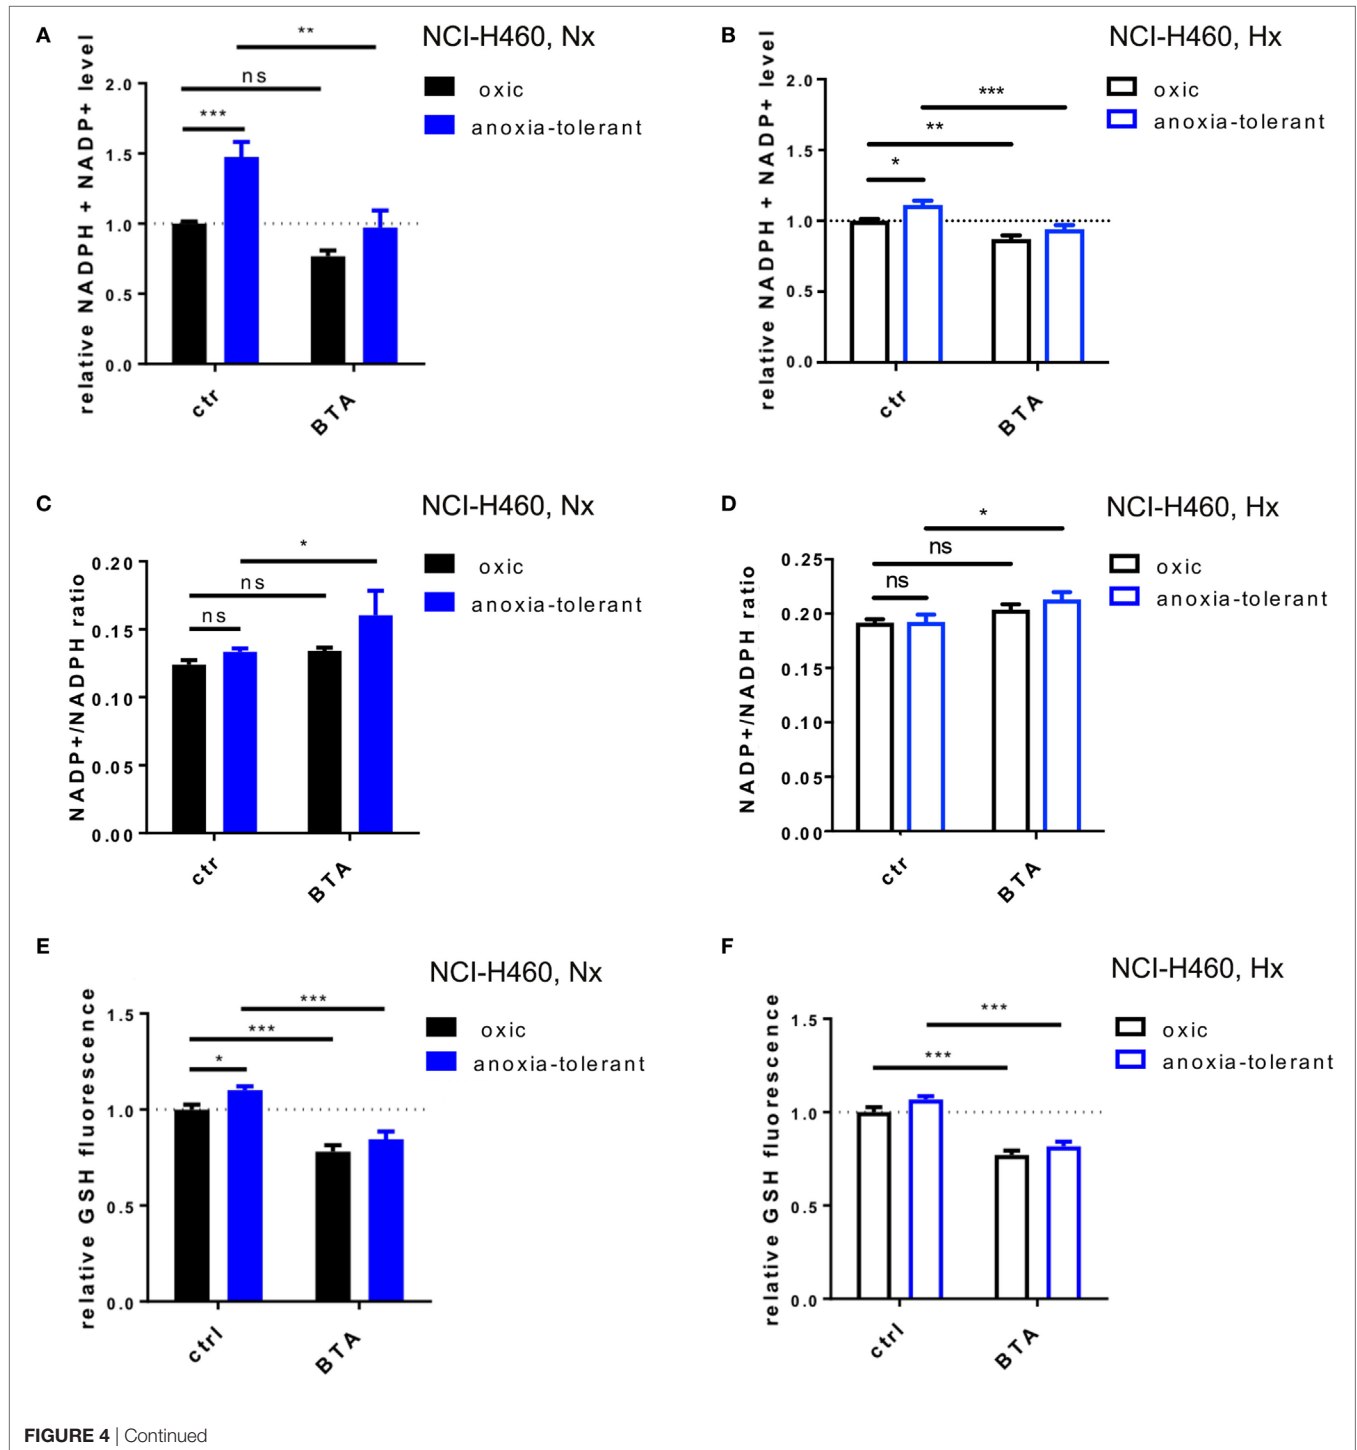 A
NCI-H460, Nx
oxic
anoxia-tolerant
relative NADPH + NADP+ level
2.0
1.5
1.0
0.5
0.0
**
ns
***
ctr
BTA
B
NCI-H460, Hx
oxic
anoxia-tolerant
relative NADPH + NADP+ level
2.0
1.5
1.0
0.5
0.0
***
**
*
ctr
BTA
C
NCI-H460, Nx
oxic
anoxia-tolerant
NADP+/NADPH ratio
0.20
0.15
0.10
0.05
0.00
*
ns
ns
ctr
BTA
D
NCI-H460, Hx
oxic
anoxia-tolerant
NADP+/NADPH ratio
0.25
0.20
0.15
0.10
0.05
0.00
*
ns
ns
ctr
BTA
E
NCI-H460, Nx
oxic
anoxia-tolerant
relative GSH fluorescence
1.5
1.0
0.5
0.0
***
***
*
ctrl
BTA
F
NCI-H460, Hx
oxic
anoxia-tolerant
relative GSH fluorescence
1.5
1.0
0.5
0.0
***
***
ctrl
BTA
FIGURE 4 | Continued